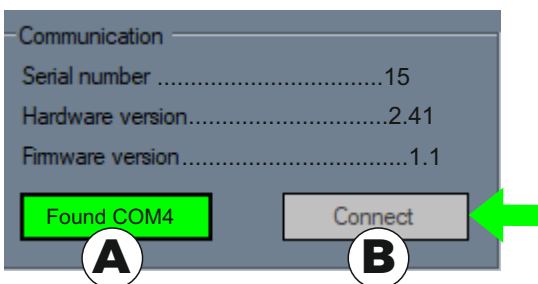 Communication
Serial number ................................15
Hardware version..............................2.41
Firmware version..................................1.1
Found COM4 Connect
A B